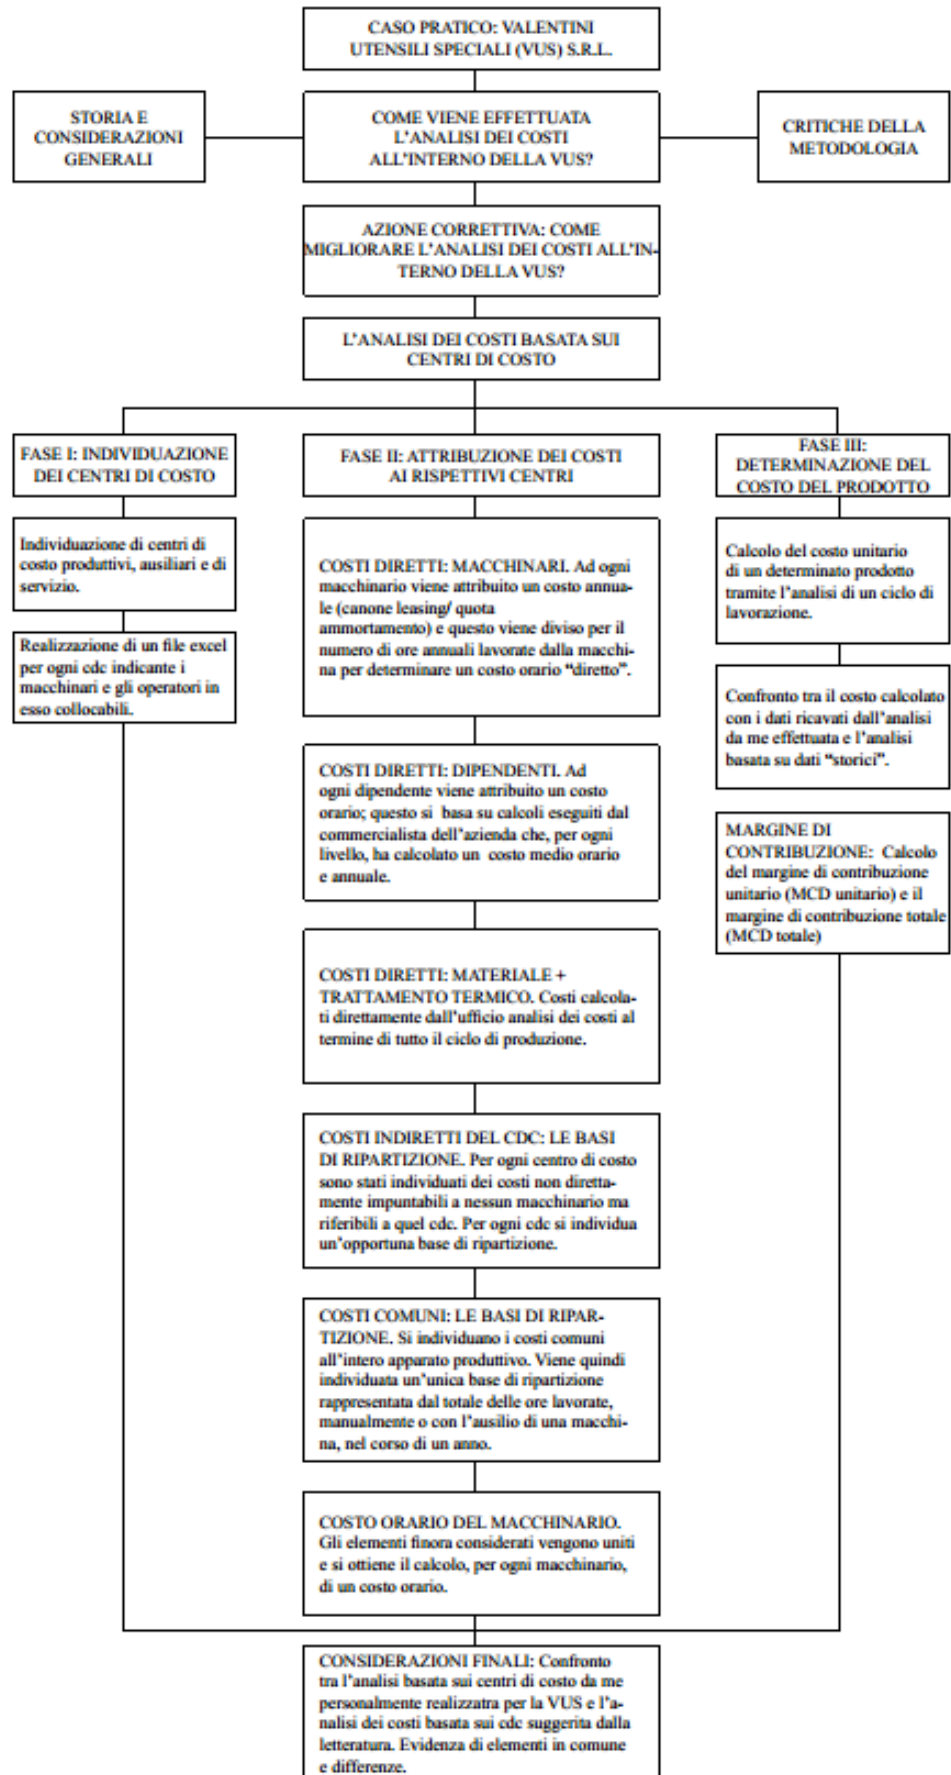 CASO PRATICO: VALENTINI
UTENSILI SPECIALI (VUS) S.R.L.
STORIA E
CONSIDERAZIONI
GENERALI
COME VIENE EFFETTUATA
L'ANALISI DEI COSTI
ALL'INTERNO DELLA VUS?
CRITICHE DELLA
METODOLOGIA
AZIONE CORRETTIVA: COME
MIGLIORARE L'ANALISI DEI COSTI ALL'IN-
TERNO DELLA VUS?
L'ANALISI DEI COSTI BASATA SUI
CENTRI DI COSTO
FASE I: INDIVIDUAZIONE
DEI CENTRI DI COSTO
Individuazione di centri di
costo produttivi, ausiliari e di
servizio.
Realizzazione di un file excel
per ogni cdc indicante i
macchinari e gli operatori in
esso collocabili.
FASE II: ATTRIBUZIONE DEI COSTI
AI RISPETTIVI CENTRI
COSTI DIRETTI: MACCHINARI. Ad ogni
macchinario viene attribuito un costo annua-
le (canone leasing/ quota
ammortamento) e questo viene diviso per il
numero di ore annuali lavorate dalla macchi-
na per determinare un costo orario “diretto”.
COSTI DIRETTI: DIPENDENTI. Ad
ogni dipendente viene attribuito un costo
orario; questo si basa su calcoli eseguiti dal
commercialista dell'azienda che, per ogni
livello, ha calcolato un costo medio orario
e annuale.
COSTI DIRETTI: MATERIALE +
TRATTAMENTO TERMICO. Costi calcola-
ti direttamente dall'ufficio analisi dei costi al
termine di tutto il ciclo di produzione.
COSTI INDIRETTI DEL CDC: LE BASI
DI RIPARTIZIONE. Per ogni centro di costo
sono stati individuati dei costi non diretta-
mente impuntabili a nessun macchinario ma
riferibili a quel cdc. Per ogni cdc si individua
un'opportuna base di ripartizione.
COSTI COMUNI: LE BASI DI RIPAR-
TIZIONE. Si individuano i costi comuni
all'intero apparato produttivo. Viene quindi
individuata un'unica base di ripartizione
rappresentata dal totale delle ore lavorate,
manualmente o con l'ausilio di una macchi-
na, nel corso di un anno.
COSTO ORARIO DEL MACCHINARIO.
Gli elementi finora considerati vengono uniti
e si ottiene il calcolo, per ogni macchinario,
di un costo orario.
FASE III:
DETERMINAZIONE DEL
COSTO DEL PRODOTTO
Calcolo del costo unitario
di un determinato prodotto
tramite l'analisi di un ciclo di
lavorazione.
Confronto tra il costo calcolato
con i dati ricavati dall'analisi
da me effettuata e l'analisi
basata su dati “storici”.
MARGINE DI
CONTRIBUZIONE: Calcolo
del margine di contribuzione
unitario (MCD unitario) e il
margine di contribuzione totale
(MCD totale)
CONSIDERAZIONI FINALI: Confronto
tra l'analisi basata sui centri di costo da me
personalmente realizzatra per la VUS e l'a-
nalisi dei costi basata sui cdc suggerita dalla
letteratura. Evidenza di elementi in comune
e differenze.